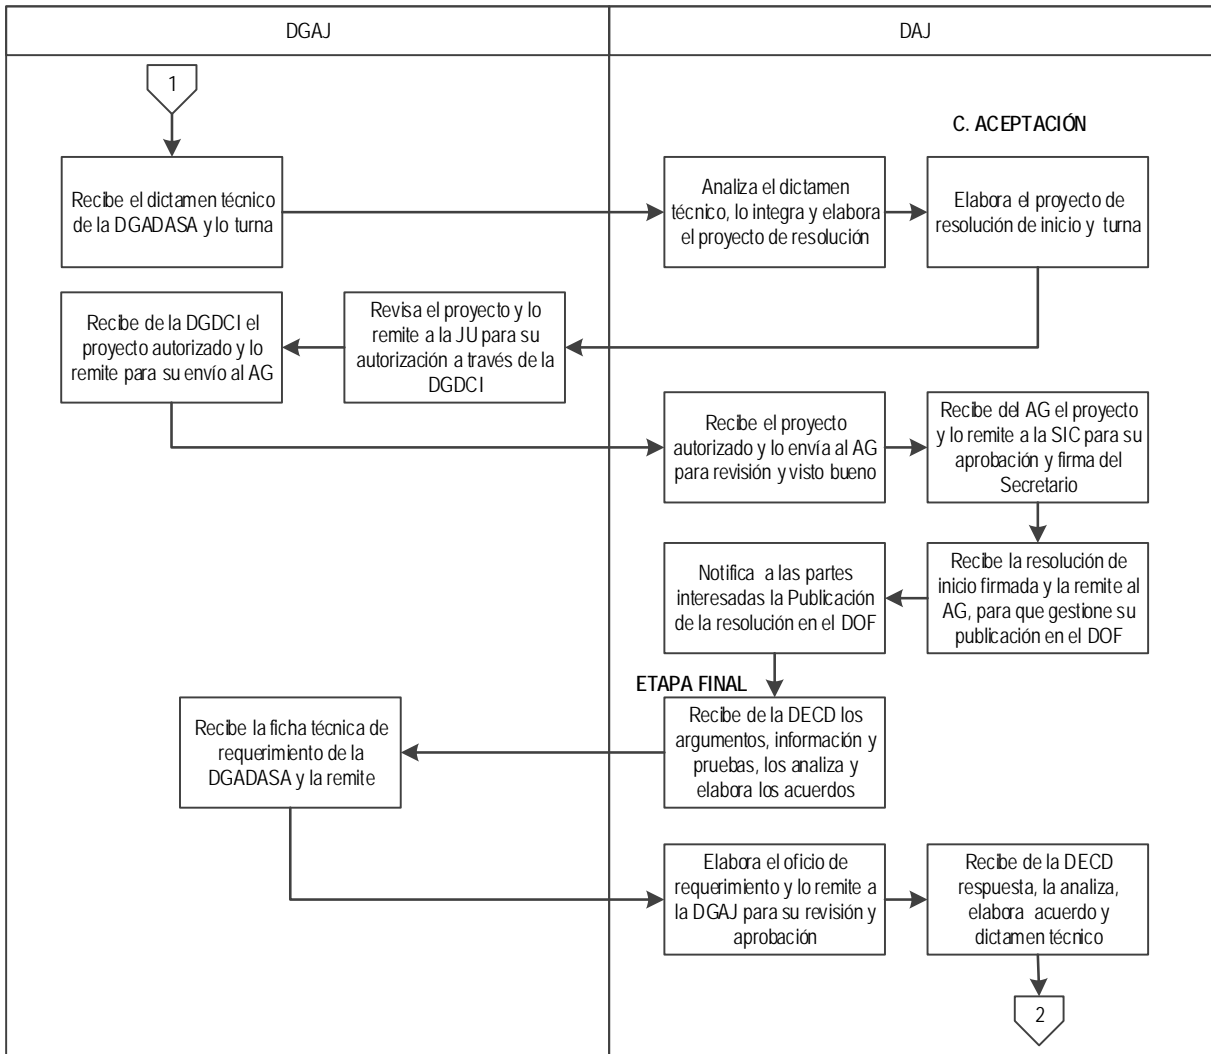 DGAJ
DAJ
1
C. ACEPTACIÓN
Recibe el dictamen técnico
de la DGADASA y lo turna
Analiza el dictamen
técnico, lo integra y elabora
el proyecto de resolución
Elabora el proyecto de
resolución de inicio y turna
Revisa el proyecto y lo
remite a la JU para su
autorización a través de la
DGDCI
Recibe de la DGDCI el
proyecto autorizado y lo
remite para su envío al AG
Recibe el proyecto
autorizado y lo envía al AG
para revisión y visto bueno
Recibe del AG el proyecto
y lo remite a la SIC para su
aprobación y firma del
Secretario
Recibe la resolución de
inicio firmada y la remite al
AG, para que gestione su
publicación en el DOF
Notifica a las partes
interesadas la Publicación
de la resolución en el DOF
ETAPA FINAL
Recibe de la DECD los
argumentos, información y
pruebas, los analiza y
elabora los acuerdos
Recibe la ficha técnica de
requerimiento de la
DGADASA y la remite
Elabora el oficio de
requerimiento y lo remite a
la DGAJ para su revisión y
aprobación
Recibe de la DECD
respuesta, la analiza,
elabora acuerdo y
dictamen técnico
2